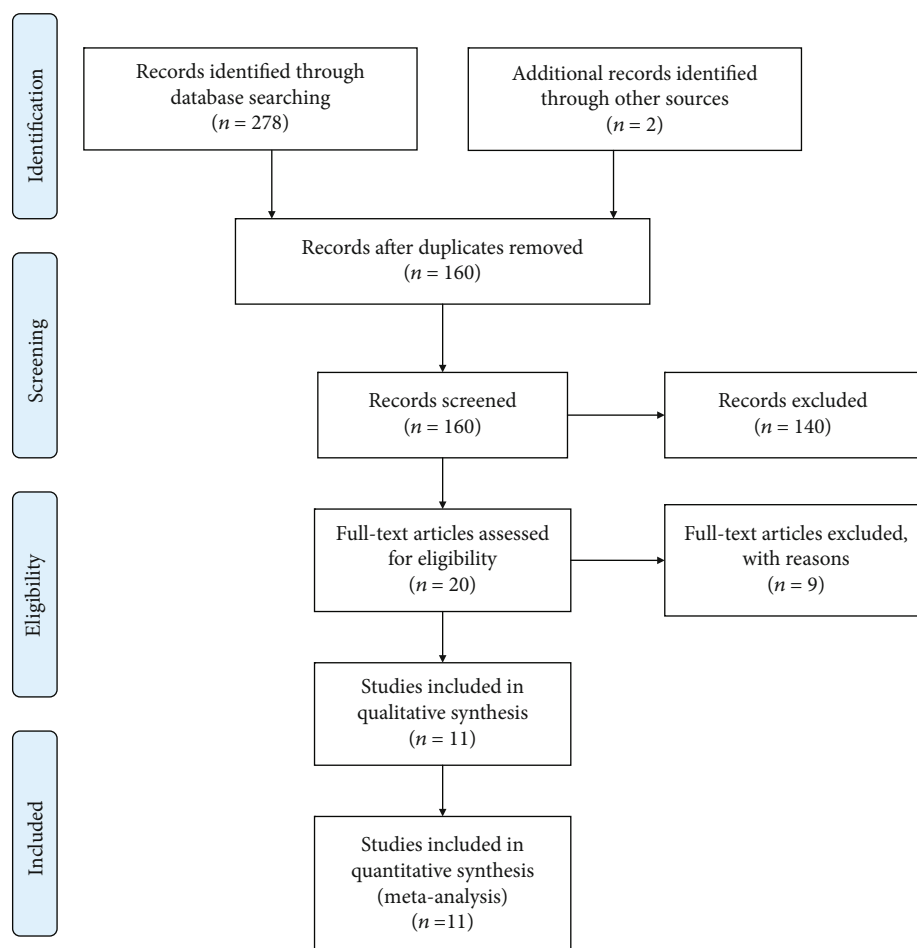 Identification
Records identified through
database searching
(n = 278)
Additional records identified
through other sources
(n = 2)
Records after duplicates removed
(n = 160)
Screening
Records screened
(n = 160)
Records excluded
(n = 140)
Eligibility
Full-text articles assessed
for eligibility
(n = 20)
Full-text articles excluded,
with reasons
(n = 9)
Studies included in
qualitative synthesis
(n = 11)
Included
Studies included in
quantitative synthesis
(meta-analysis)
(n =11)